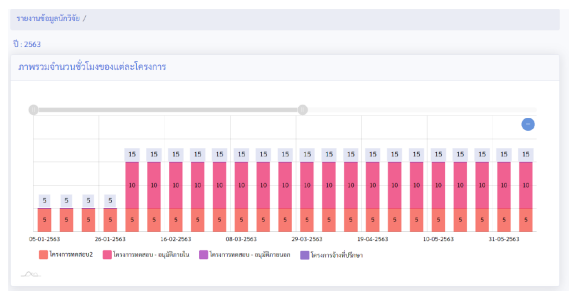 รายงานข้อมูลนักวิจัย /
ปี : 2563
ภาพรวมจำนวนชั่วโมงของแต่ละโครงการ
15 15 15 15 15 15 15 15 15 15 15 15 15 15 15 15 15 15 15
10 10 10 10 10 10 10 10 10 10 10 10 10 10 10 10 10 10 10
5 5 5 5
5 5 5 5 5 5 5 5 5 5 5 5 5 5 5 5 5 5 5 5 5 5 5
05-01-2563 26-01-2563 16-02-2563 08-03-2563 29-03-2563 19-04-2563 10-05-2563 31-05-2563
โครงการทดสอบ2 โครงการทดสอบ - อนุมัติภายใน โครงการทดสอบ - อนุมัติภายนอก โครงการจ้างที่ปรึกษา